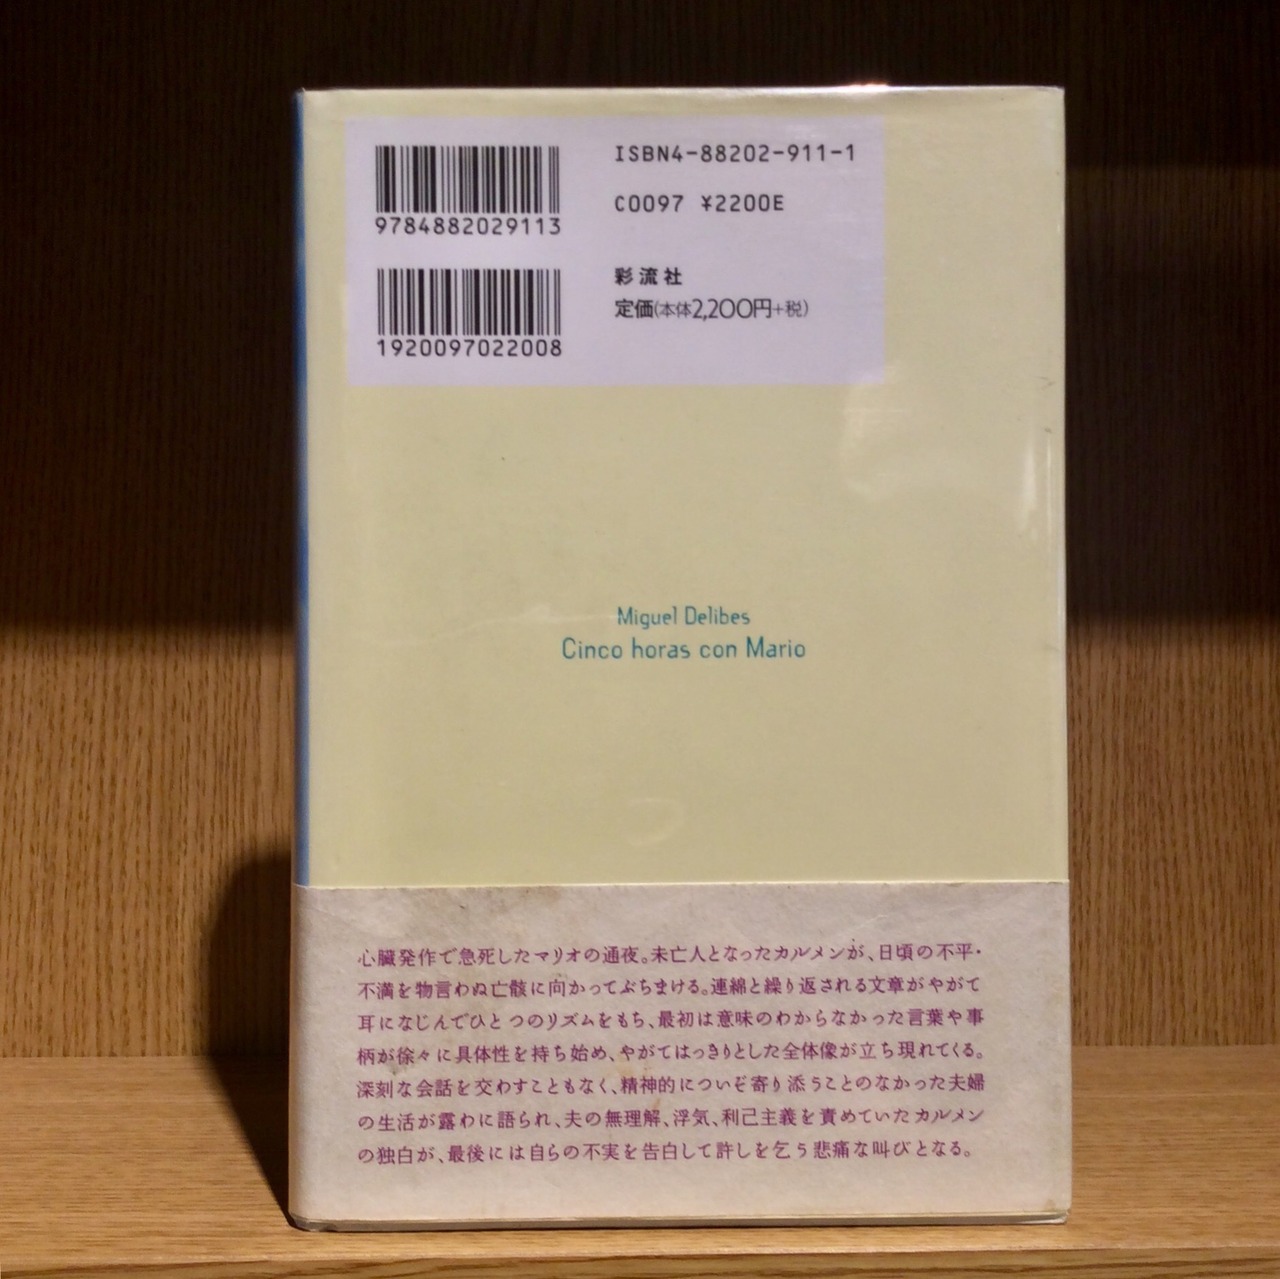 ISBN4-88202-911-1
9784882029113
C0097 ¥2200E
彩流社
定価(本体2,200円+税)
1920097022008
Miguel Delibes
Cinco horas con Mario
心臓発作で急死したマリオの通夜。未亡人となったカルメンが、日頃の不平・
不満を物言わぬ亡骸に向かってぶちまける。連綿と繰り返される文章がやがて
耳になじんでひとつのリズムをもち、最初は意味のわからなかった言葉や事
柄が徐々に具体性を持ち始め、やがてはっきりとした全体像が立ち現れてくる。
深刻な会話を交わすこともなく、精神的についぞ寄り添うことのなかった夫婦
の生活が露わに語られ、夫の無理解、浮気、利己主義を責めていたカルメン
の独白が、最後には自らの不実を告白して許しを乞う悲痛な叫びとなる。